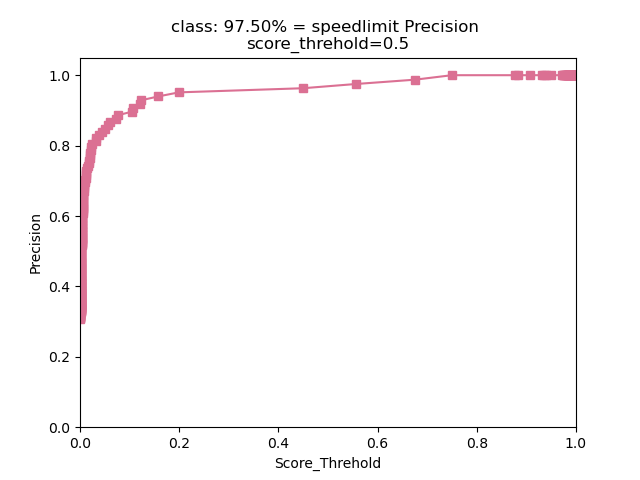 class: 97.50% = speedlimit Precision
score_threhold=0.5
1.0
0.8
0.6
0.4
0.2
0.0
Precision
0.0 0.2 0.4 0.6 0.8 1.0
Score_Threhold